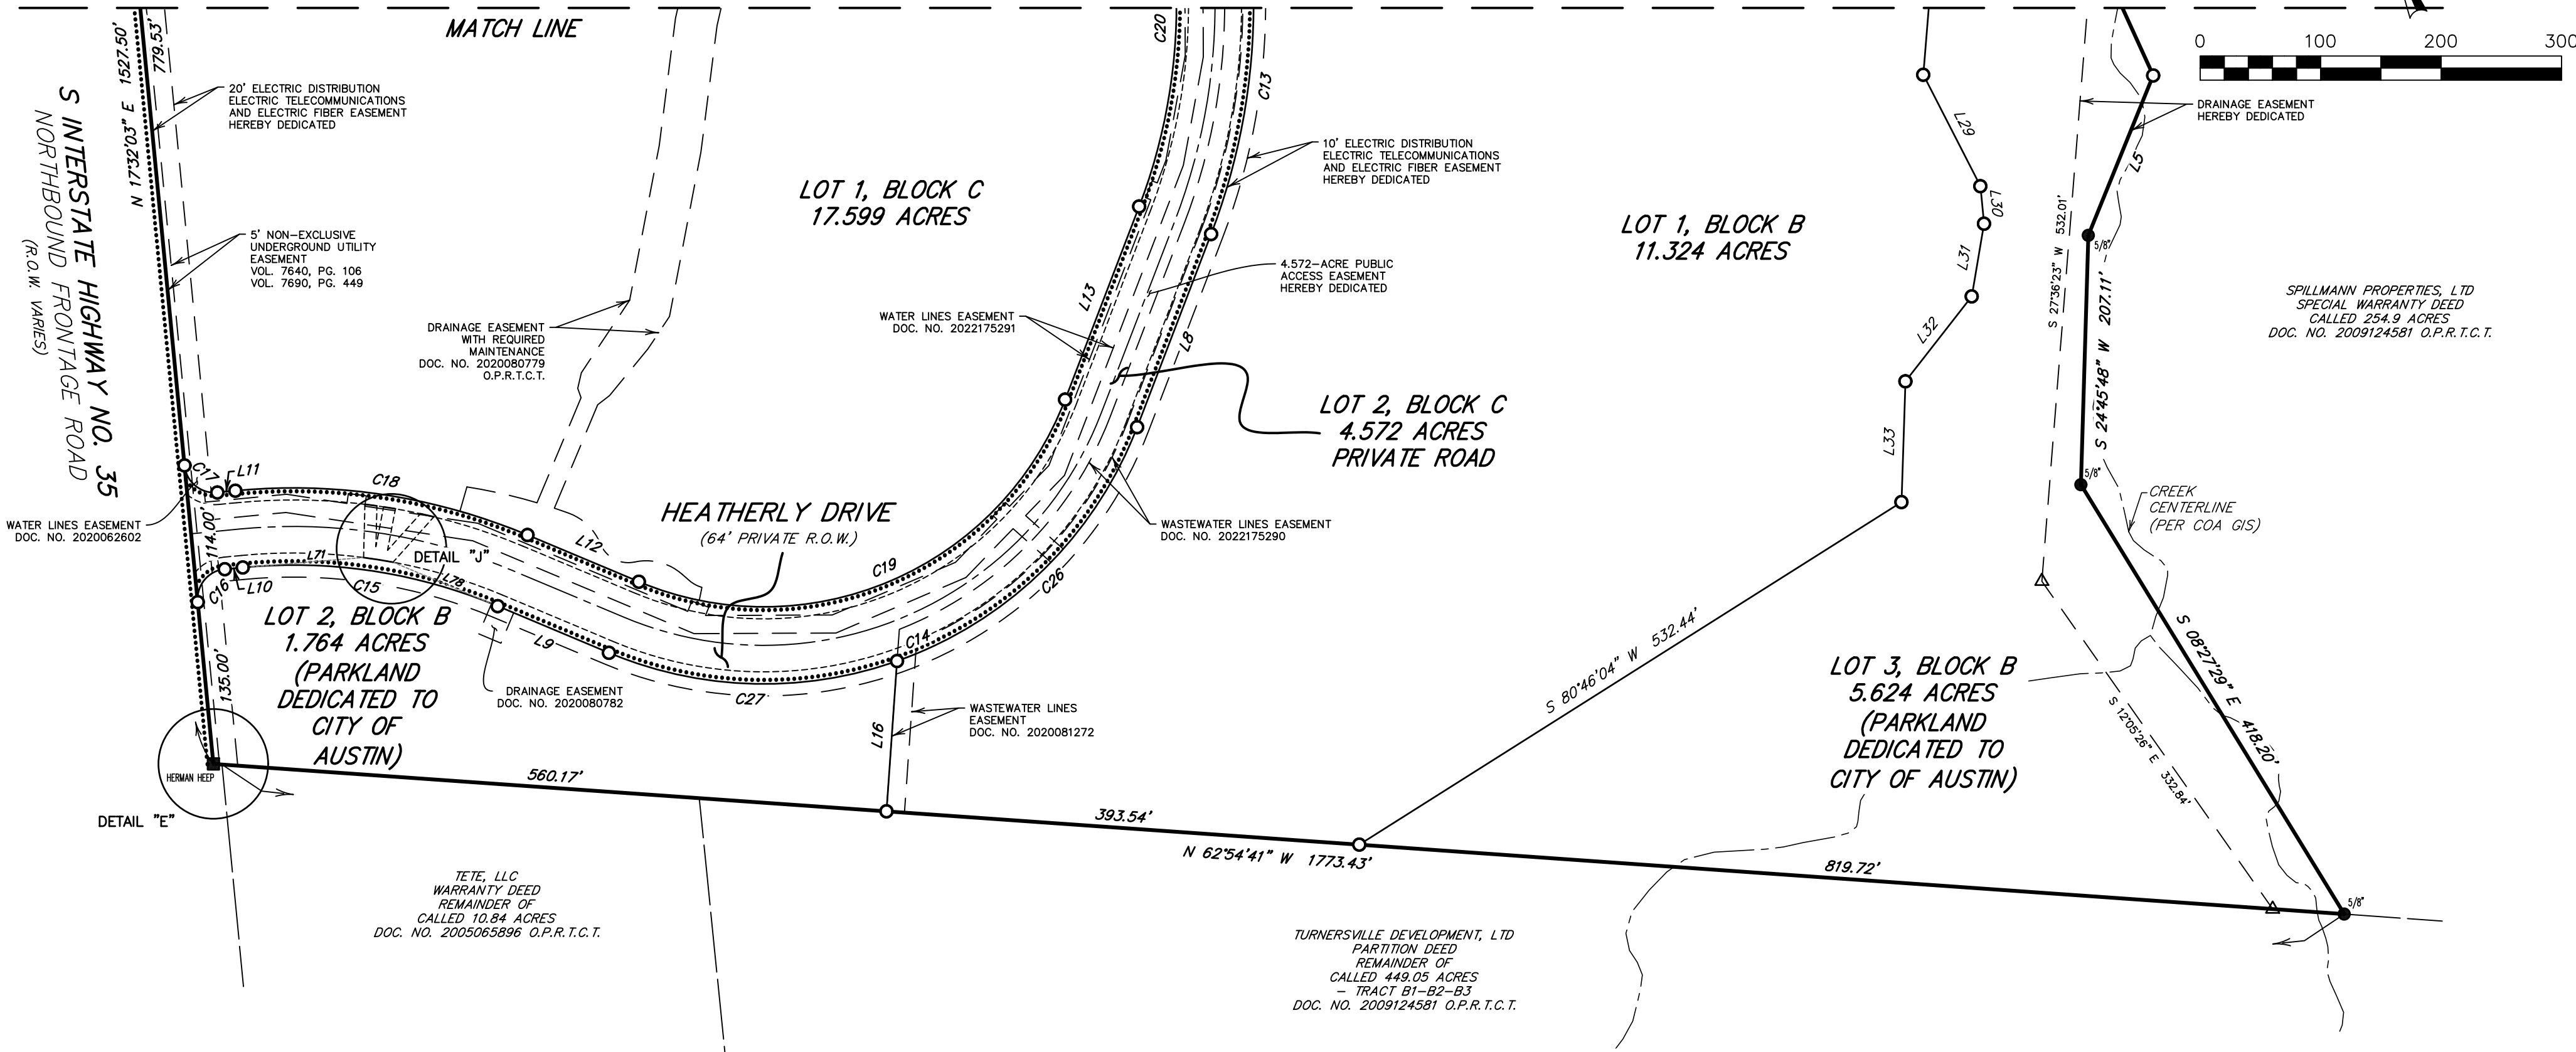 MATCH LINE
0 100 200 300
N 17°32'03" E 1527.50'
779.53'
S INTERSTATE HIGHWAY NO. 35
NORTHBOUND FRONTAGE ROAD
(R.O.W. VARIES)
20' ELECTRIC DISTRIBUTION
ELECTRIC TELECOMMUNICATIONS
AND ELECTRIC FIBER EASEMENT
HEREBY DEDICATED
5' NON-EXCLUSIVE
UNDERGROUND UTILITY
EASEMENT
VOL. 7640, PG. 106
VOL. 7690, PG. 449
DRAINAGE EASEMENT
WITH REQUIRED
MAINTENANCE
DOC. NO. 2020080779
O.P.R.T.C.T.
LOT 1, BLOCK C
17.599 ACRES
C20
C13
10' ELECTRIC DISTRIBUTION
ELECTRIC TELECOMMUNICATIONS
AND ELECTRIC FIBER EASEMENT
HEREBY DEDICATED
4.572-ACRE PUBLIC
ACCESS EASEMENT
HEREBY DEDICATED
WATER LINES EASEMENT
DOC. NO. 2022175291
L13
L8
LOT 2, BLOCK C
4.572 ACRES
PRIVATE ROAD
LOT 1, BLOCK B
11.324 ACRES
L29
L30
L31
L32
L33
DRAINAGE EASEMENT
HEREBY DEDICATED
L5
S 27°36'23" W 532.01'
5/8"
S 24°45'48" W 207.11'
5/8"
SPILLMANN PROPERTIES, LTD
SPECIAL WARRANTY DEED
CALLED 254.9 ACRES
DOC. NO. 2009124581 O.P.R.T.C.T.
CREEK
CENTERLINE
(PER COA GIS)
C17
L11
C18
WATER LINES EASEMENT
DOC. NO. 2020062602
114.00'
L71
DETAIL "J"
L12
HEATHERLY DRIVE
(64' PRIVATE R.O.W.)
C19
C26
WASTEWATER LINES EASEMENT
DOC. NO. 2022175290
C16
L10
C15
L78
L9
C14
C27
LOT 2, BLOCK B
1.764 ACRES
(PARKLAND
DEDICATED TO
CITY OF
AUSTIN)
135.00'
DRAINAGE EASEMENT
DOC. NO. 2020080782
L16
WASTEWATER LINES
EASEMENT
DOC. NO. 2020081272
S 80°46'04" W 532.44'
LOT 3, BLOCK B
5.624 ACRES
(PARKLAND
DEDICATED TO
CITY OF AUSTIN)
S 08°27'29" E 418.20'
S 12°05'26" E 332.84'
HERMAN HEEP
DETAIL "E"
560.17'
393.54'
N 62°54'41" W 1773.43'
819.72'
5/8"
TETE, LLC
WARRANTY DEED
REMAINDER OF
CALLED 10.84 ACRES
DOC. NO. 2005065896 O.P.R.T.C.T.
TURNERSVILLE DEVELOPMENT, LTD
PARTITION DEED
REMAINDER OF
CALLED 449.05 ACRES
- TRACT B1-B2-B3
DOC. NO. 2009124581 O.P.R.T.C.T.